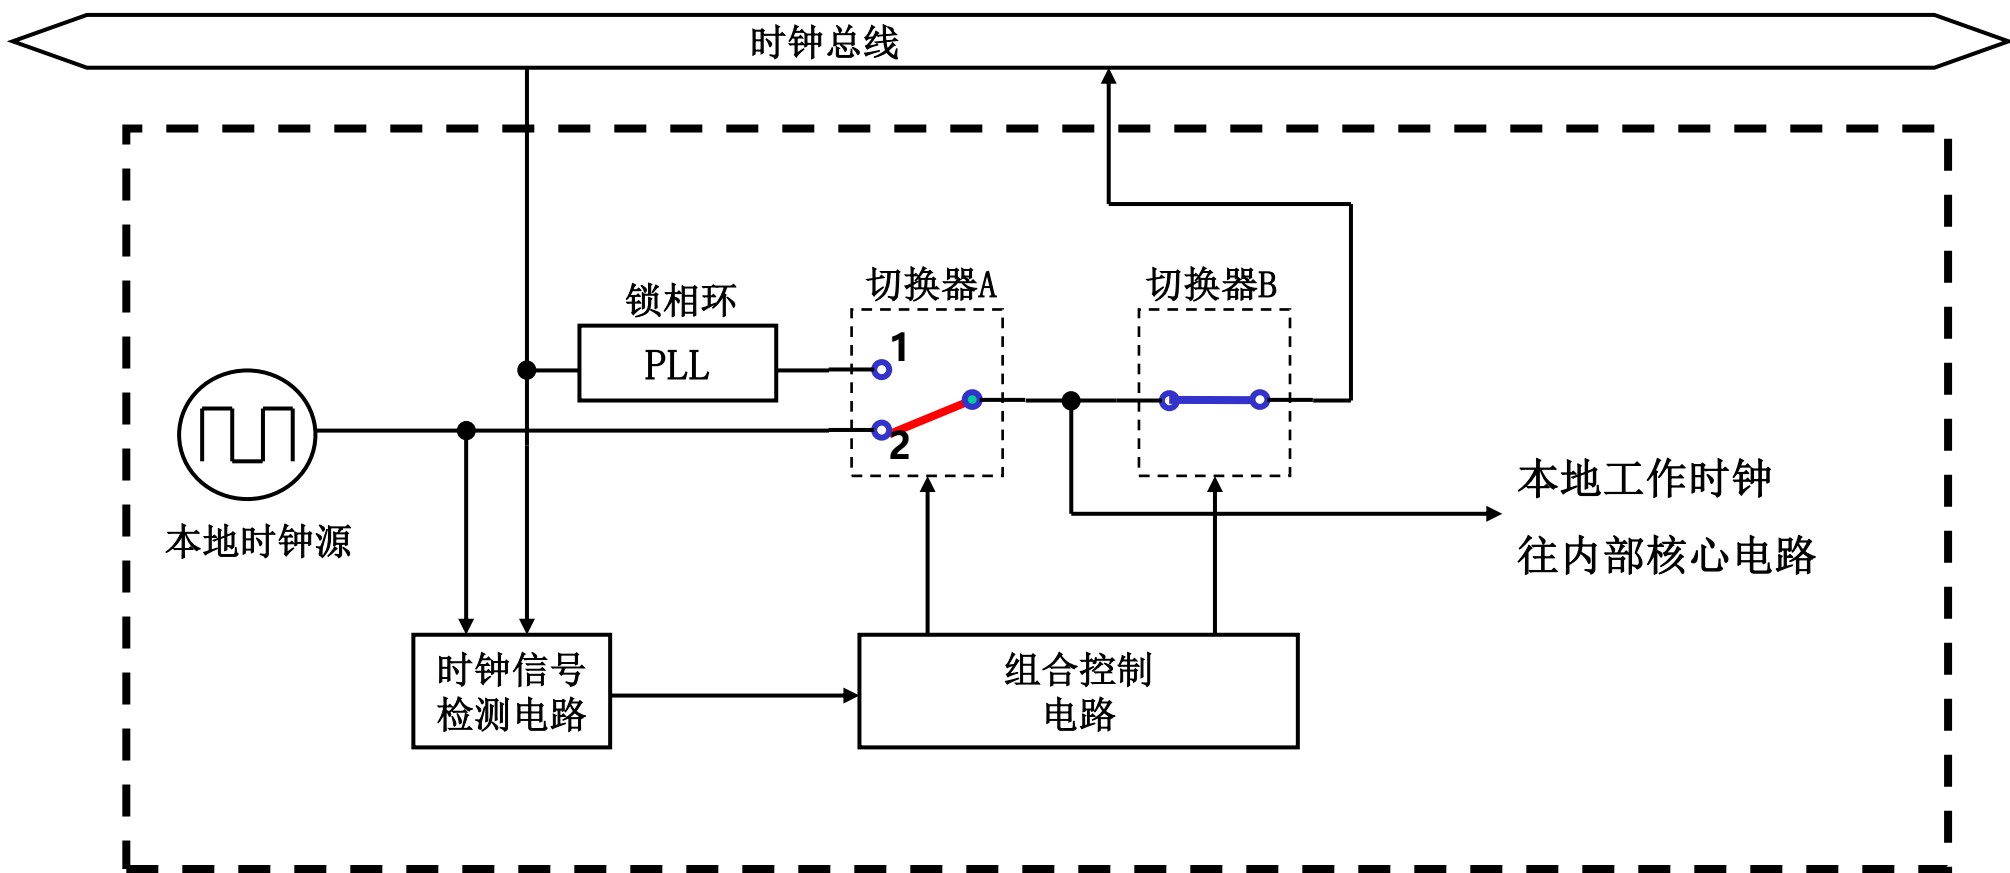 时钟总线
切换器A
切换器B
锁相环
1
PLL
2
本地工作时钟
本地时钟源
往内部核心电路
时钟信号
检测电路
组合控制
电路